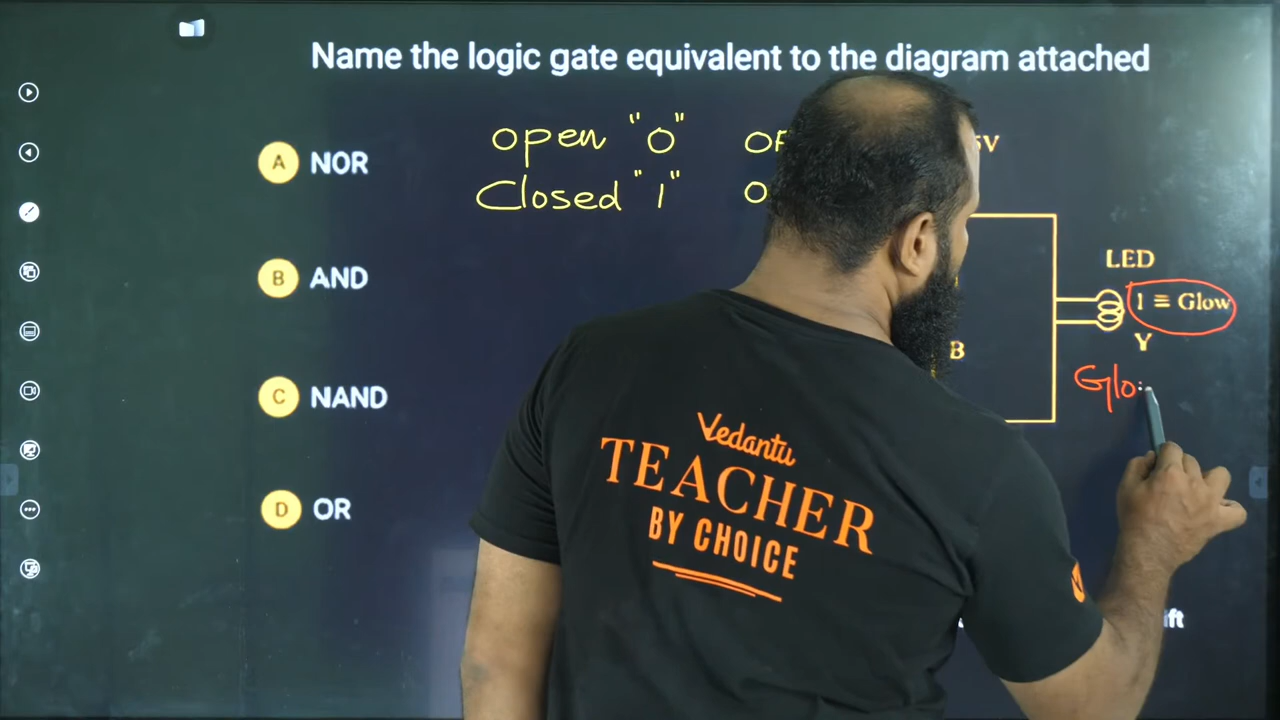 Name the logic gate equivalent to the diagram attached
open "0"
Closed "1"
A NOR
B AND
C NAND
D OR
LED
1 ≡ Glow
Y
B
Glo
Vedantu
TEACHER
BY CHOICE